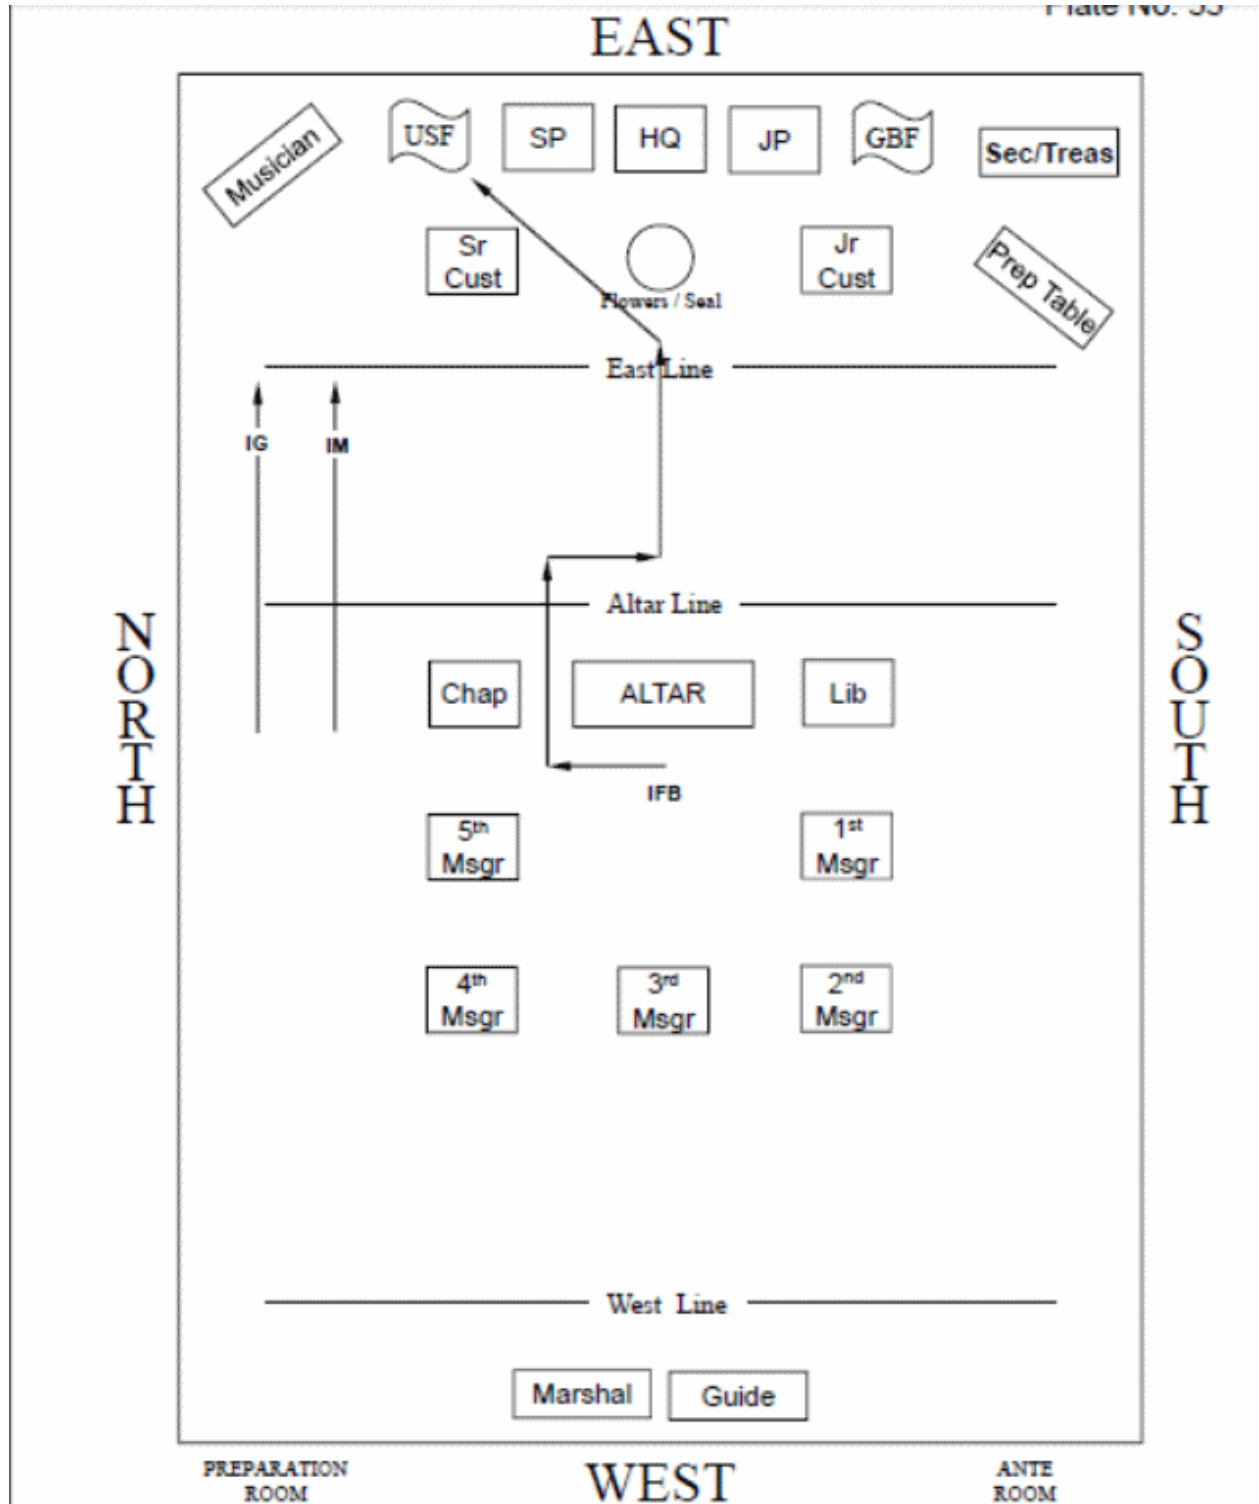 EAST
Musician
USF
SP
HQ
JP
GBF
Sec/Treas
Sr
Cust
Flowers / Seal
Jr
Cust
Prep Table
East Line
IG
IM
Altar Line
NORTH
SOUTH
Chap
ALTAR
Lib
IFB
5th
Msgr
1st
Msgr
4th
Msgr
3rd
Msgr
2nd
Msgr
West Line
Marshal
Guide
PREPARATION
ROOM
WEST
ANTE
ROOM